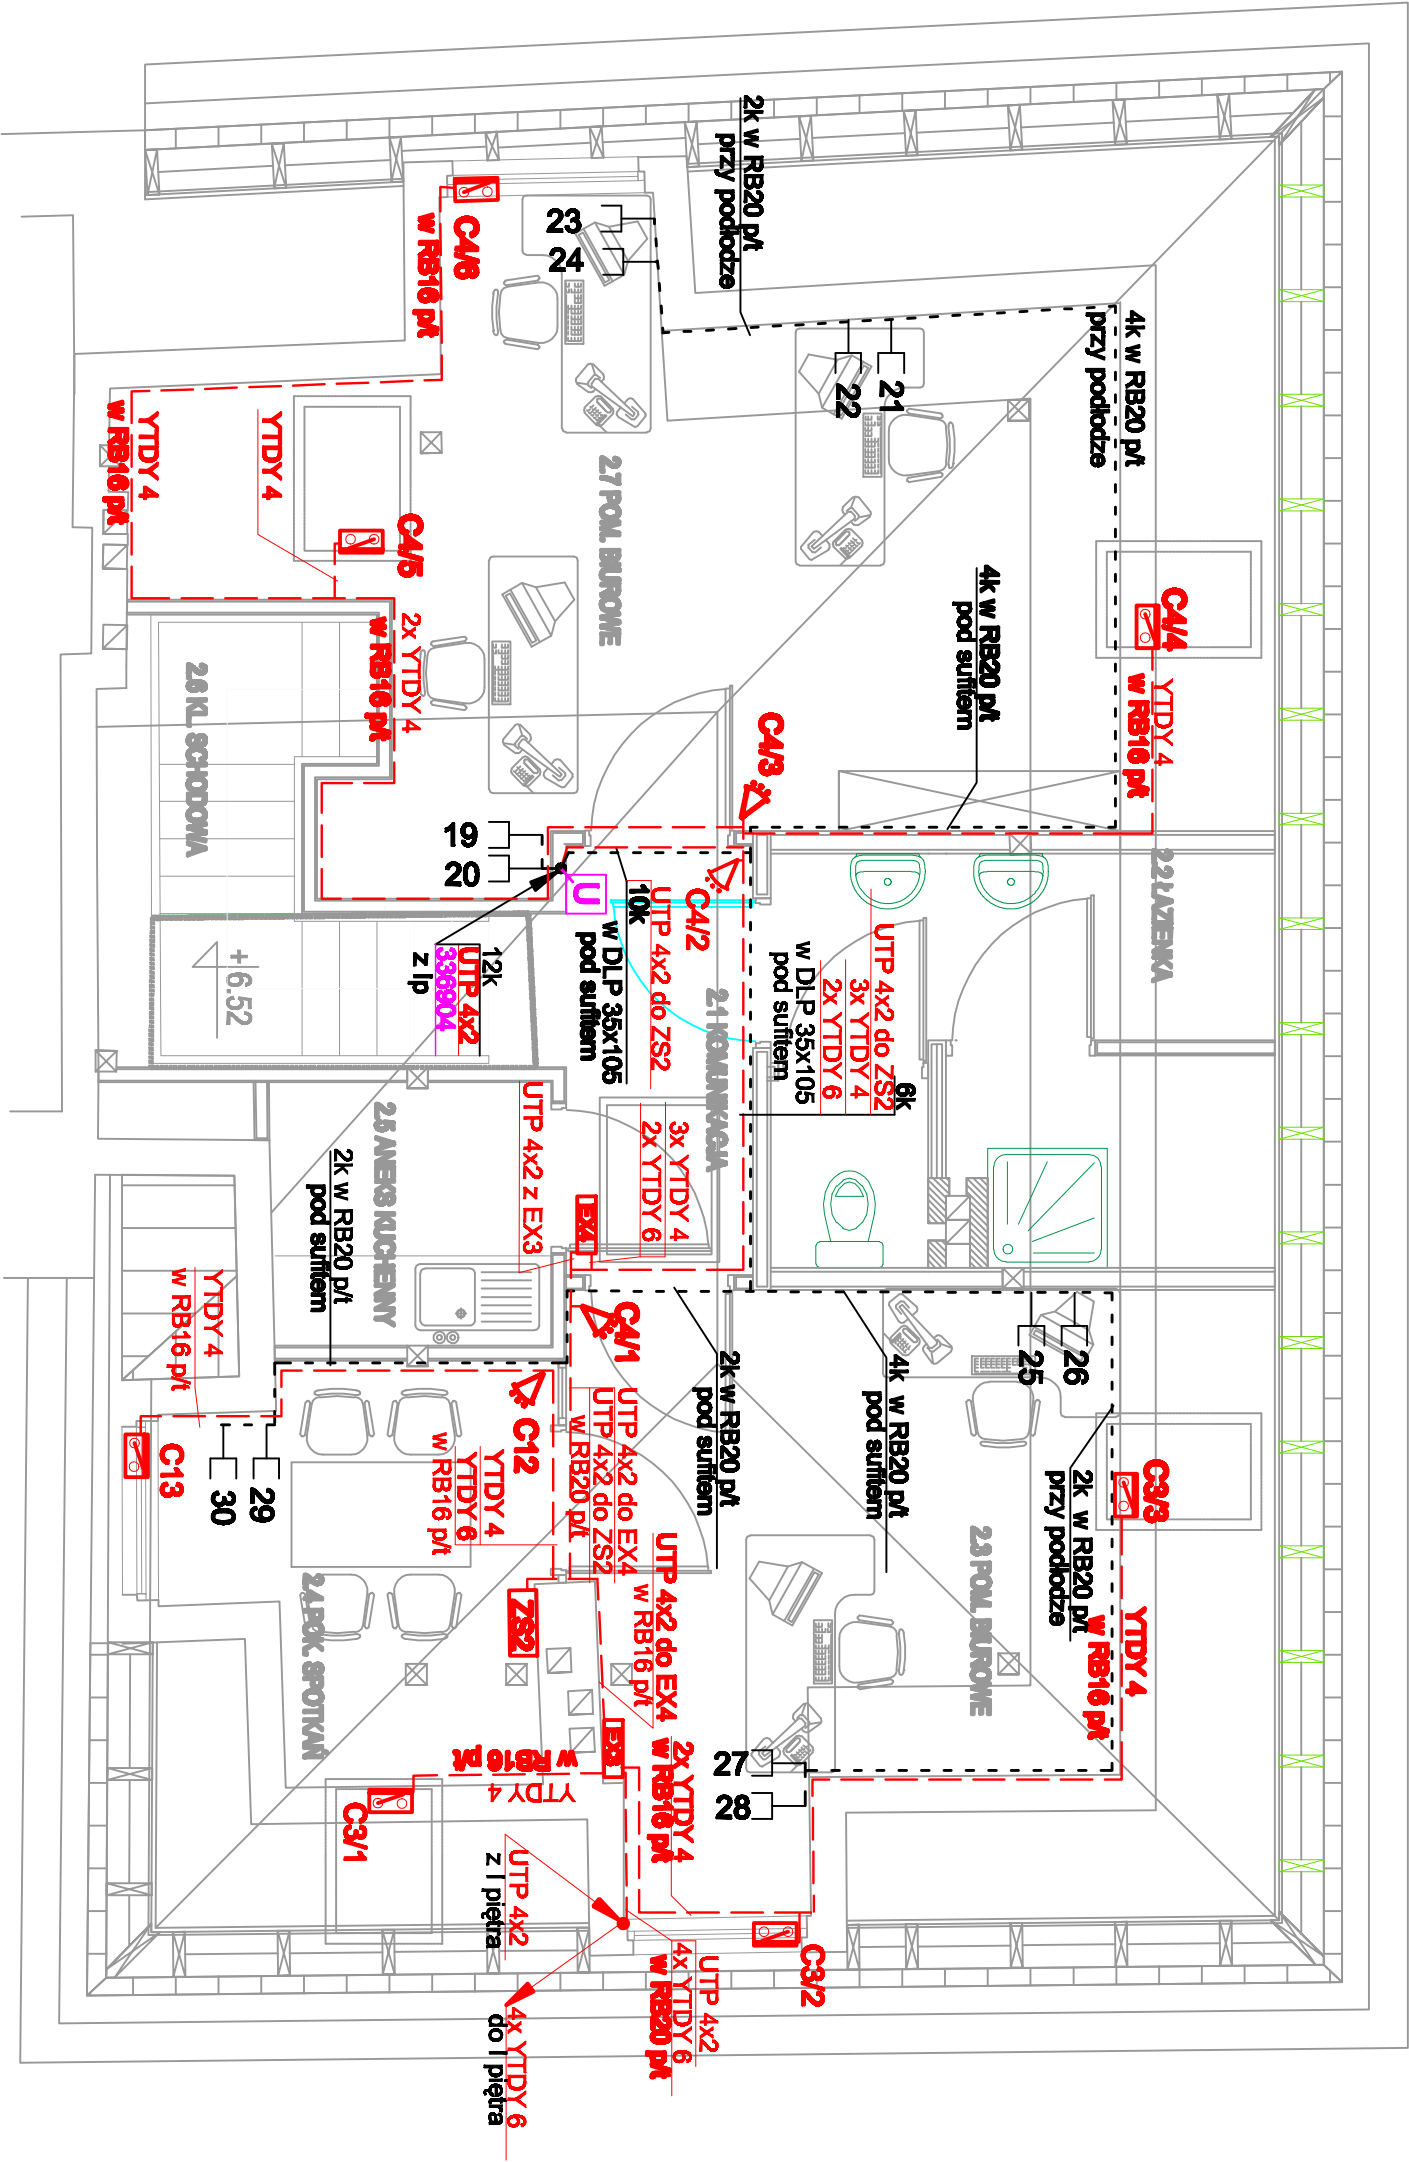 2k w RB20 p/t
przy podłodze
4k w RB20 p/t
przy podłodze
C4/6
w RB16 p/t
23
24
21
22
YTDY 4
w RB16 p/t
YTDY 4
C4/5
2.7 POM. BIUROWE
4k w RB20 p/t
pod sufitem
C4/4
YTDY 4
w RB16 p/t
2x YTDY 4
w RB16 p/t
2.6 KL. SCHODOWA
C4/3
19
20
U
10k
UTP 4x2 do ZS2
w DLP 35x105
pod sufitem
C4/2
2.2 ŁAZIENKA
12k
UTP 4x2
336904
z Ip
+6.52
2.1 KOMUNIKACJA
6k
UTP 4x2 do ZS2
3x YTDY 4
2x YTDY 6
w DLP 35x105
pod sufitem
UTP 4x2 z EX3
3x YTDY 4
2x YTDY 6
EX4
2.5 ANEKS KUCHENNY
2k w RB20 p/t
pod sufitem
YTDY 4
w RB16 p/t
C4/1
2k w RB20 p/t
pod sufitem
4k w RB20 p/t
pod sufitem
26
25
2k w RB20 p/t
przy podłodze
C3/3
YTDY 4
w RB16 p/t
C13
29
30
C12
YTDY 4
YTDY 6
w RB16 p/t
UTP 4x2 do EX4
UTP 4x2 do ZS2
w RB20 p/t
UTP 4x2 do EX4
w RB16 p/t
ZS2
2.4 POK. SPOTKAŃ
2.3 POM. BIUROWE
EX3
w RB16 p/t
YTDY 4
2x YTDY 4
w RB16 p/t
27
28
C3/1
UTP 4x2
z I piętra
C3/2
UTP 4x2
4x YTDY 6
w RB20 p/t
4x YTDY 6
do I piętra